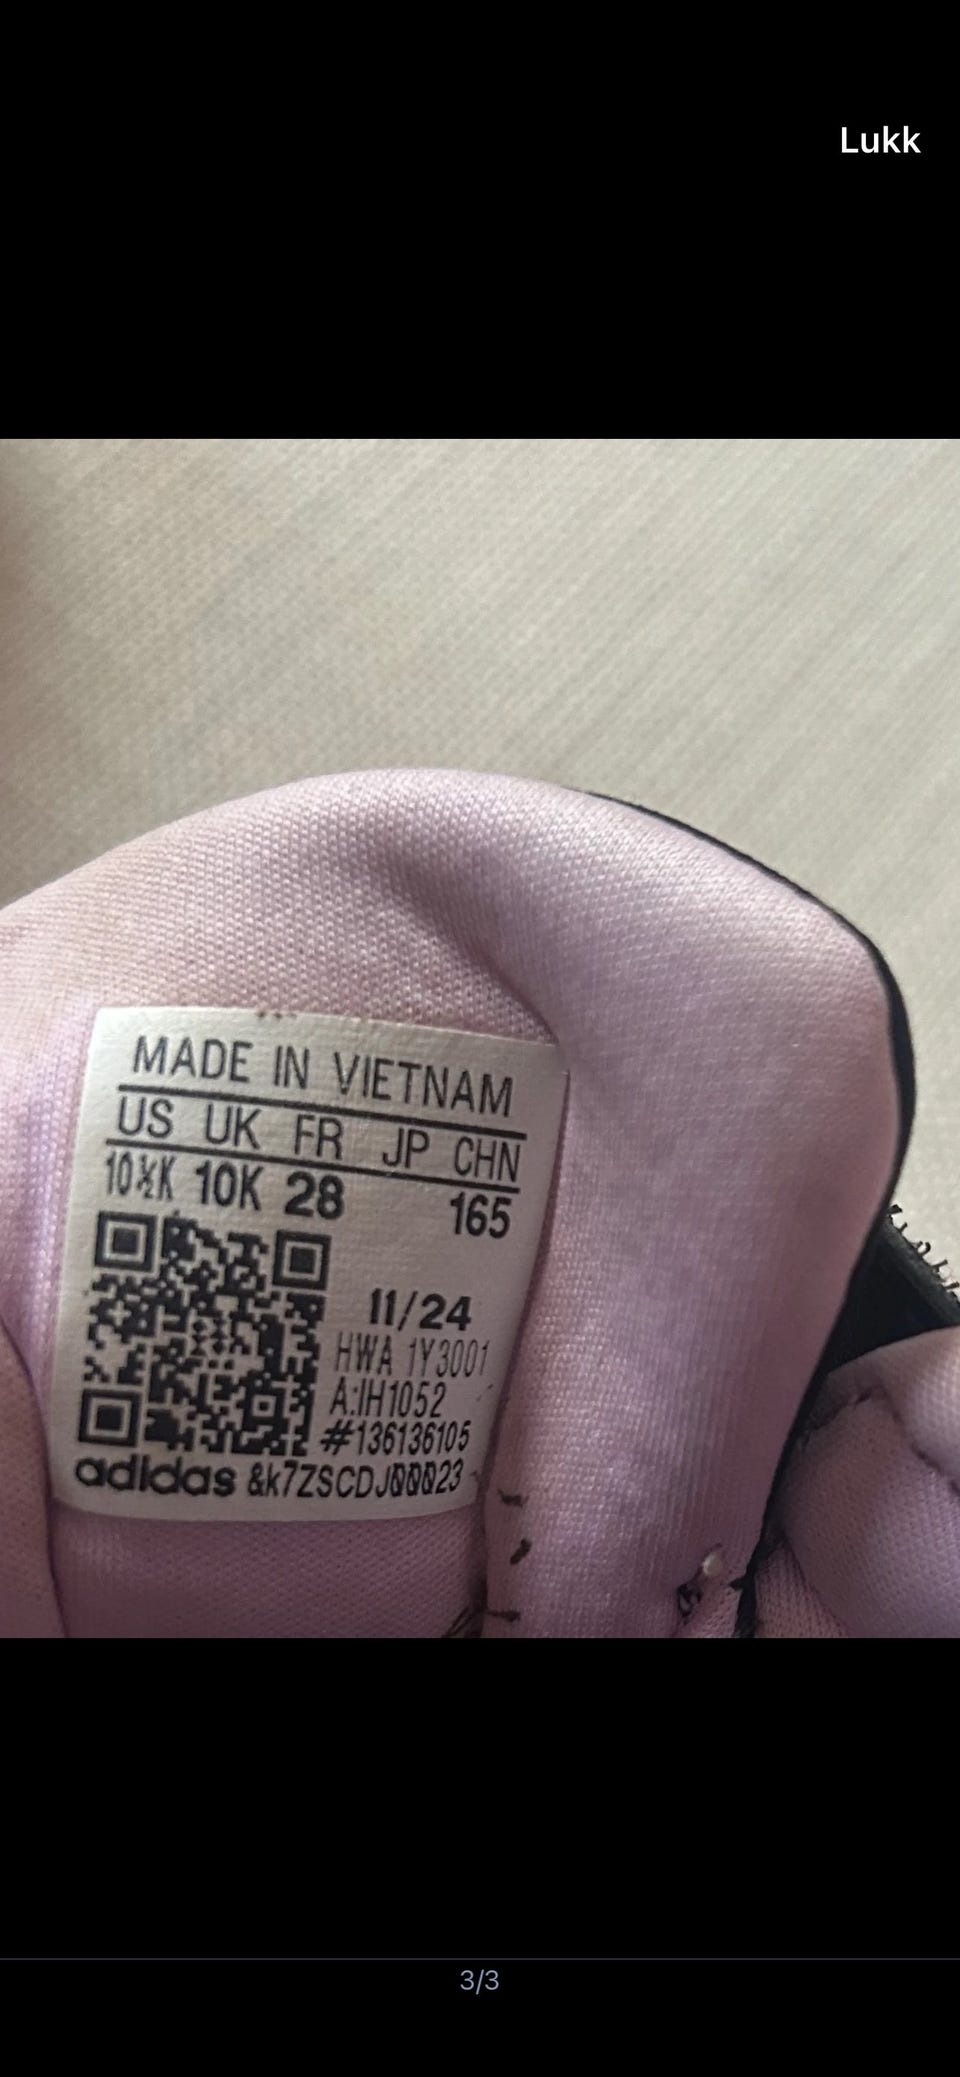 Lukk
MADE IN VIETNAM
US UK FR JP CHN
10½K 10K 28 165
11/24
HWA 1Y3001
A:IH1052
#136136105
adidas &k7ZSCDJ00023
3/3